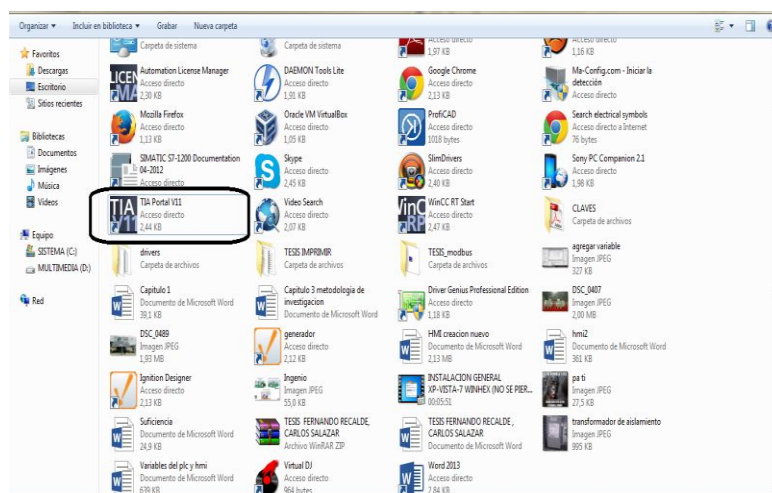 Organizar Incluir en biblioteca Grabar Nueva carpeta
Favoritos
Descargas
Escritorio
Sitios recientes
Bibliotecas
Documentos
Imágenes
Música
Vídeos
Equipo
SISTEMA (C:)
MULTIMEDIA (D:)
Red
Carpeta de sistema
Carpeta de sistema
Acceso directo
1,97 KB
Acceso directo
1,16 KB
Automation License Manager
Acceso directo
2,30 KB
DAEMON Tools Lite
Acceso directo
1,91 KB
Google Chrome
Acceso directo
2,13 KB
Ma-Config.com - Iniciar la
detección
Acceso directo
Mozilla Firefox
Acceso directo
1,13 KB
Oracle VM VirtualBox
Acceso directo
1,05 KB
ProfiCAD
Acceso directo
1018 bytes
Search electrical symbols
Acceso directo a Internet
76 bytes
SIMATIC S7-1200 Documentation
04-2012
Acceso directo
Skype
Acceso directo
2,45 KB
SlimDrivers
Acceso directo
2,40 KB
Sony PC Companion 2.1
Acceso directo
1,98 KB
TIA
V11
TIA Portal V11
Acceso directo
2,44 KB
Video Search
Acceso directo
2,07 KB
WinCC RT Start
Acceso directo
2,47 KB
CLAVES
Carpeta de archivos
drivers
Carpeta de archivos
TESIS IMPRIMIR
Carpeta de archivos
TESIS_modbus
Carpeta de archivos
agregar variable
Imagen JPEG
327 KB
Capitulo 1
Documento de Microsoft Word
39,1 KB
Capitulo 3 metodologia de
investigacion
Documento de Microsoft Word
Driver Genius Professional Edition
Acceso directo
1,18 KB
DSC_0407
Imagen JPEG
2,00 MB
DSC_0489
Imagen JPEG
1,93 MB
generador
Acceso directo
2,12 KB
HMI creacion nuevo
Documento de Microsoft Word
2,13 MB
hmi2
Documento de Microsoft Word
361 KB
Ignition Designer
Acceso directo
2,13 KB
Ingenio
Imagen JPEG
55,0 KB
INSTALACION GENERAL
XP-VISTA-7 WINHEX (NO SE PIER...
00:05:51
pa ti
Imagen JPEG
27,5 KB
Suficiencia
Documento de Microsoft Word
24,9 KB
TESIS FERNANDO RECALDE,
CARLOS SALAZAR
Archivo WinRAR ZIP
TESIS FERNANDO RECALDE ,
CARLOS SALAZAR
Documento de Microsoft Word
transformador de aislamiento
Imagen JPEG
995 KB
Variables del plc y hmi
Documento de Microsoft Word
639 KB
Virtual DJ
Acceso directo
964 bytes
Word 2013
Acceso directo
2,84 KB